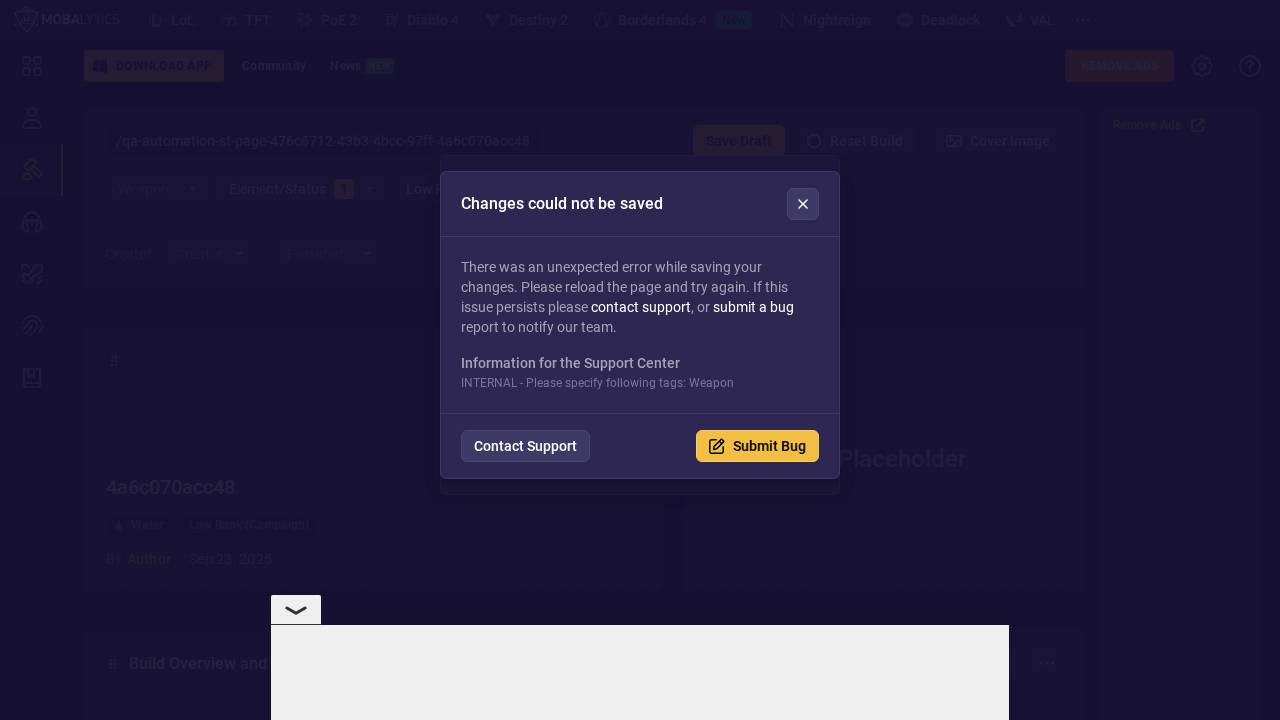 MOBALYTICS LoL TFT PoE 2 Diablo 4 Destiny 2 Borderlands 4 New Nightreign Deadlock VAL
DOWNLOAD APP Community News NEW REMOVE ADS
/qa-automation-st-page-476c6712-43b3-4bcc-97ff-4a6c070acc48 Save Draft Reset Build Cover Image
Remove Ads
Weapon Element/Status 1 Low R
Creator Creator Featured
Changes could not be saved
There was an unexpected error while saving your
changes. Please reload the page and try again. If this
issue persists please contact support, or submit a bug
report to notify our team.
Information for the Support Center
INTERNAL - Please specify following tags: Weapon
Contact Support Submit Bug
Placeholder
4a6c070acc48
Water Low Rank (Campaign)
By Author Sep 23, 2025
Build Overview and